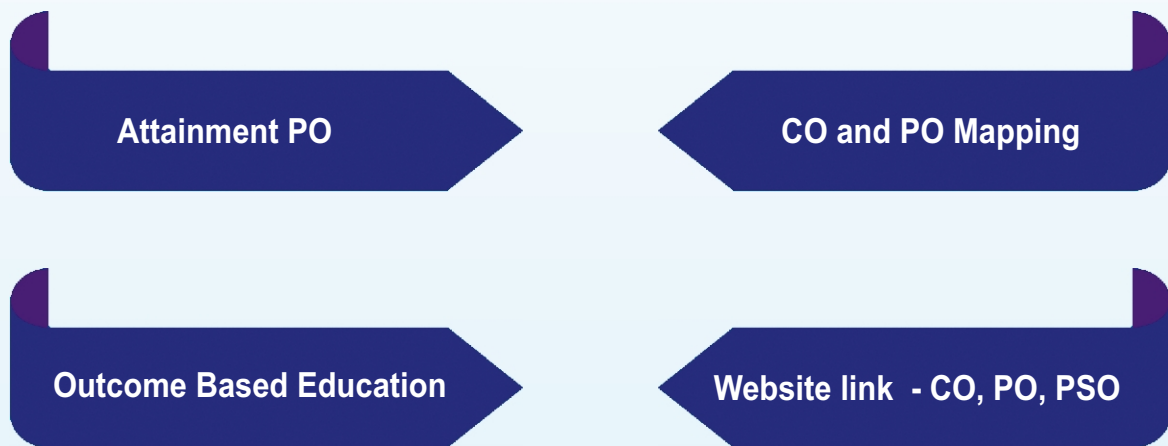 Attainment PO
CO and PO Mapping
Outcome Based Education
Website link - CO, PO, PSO